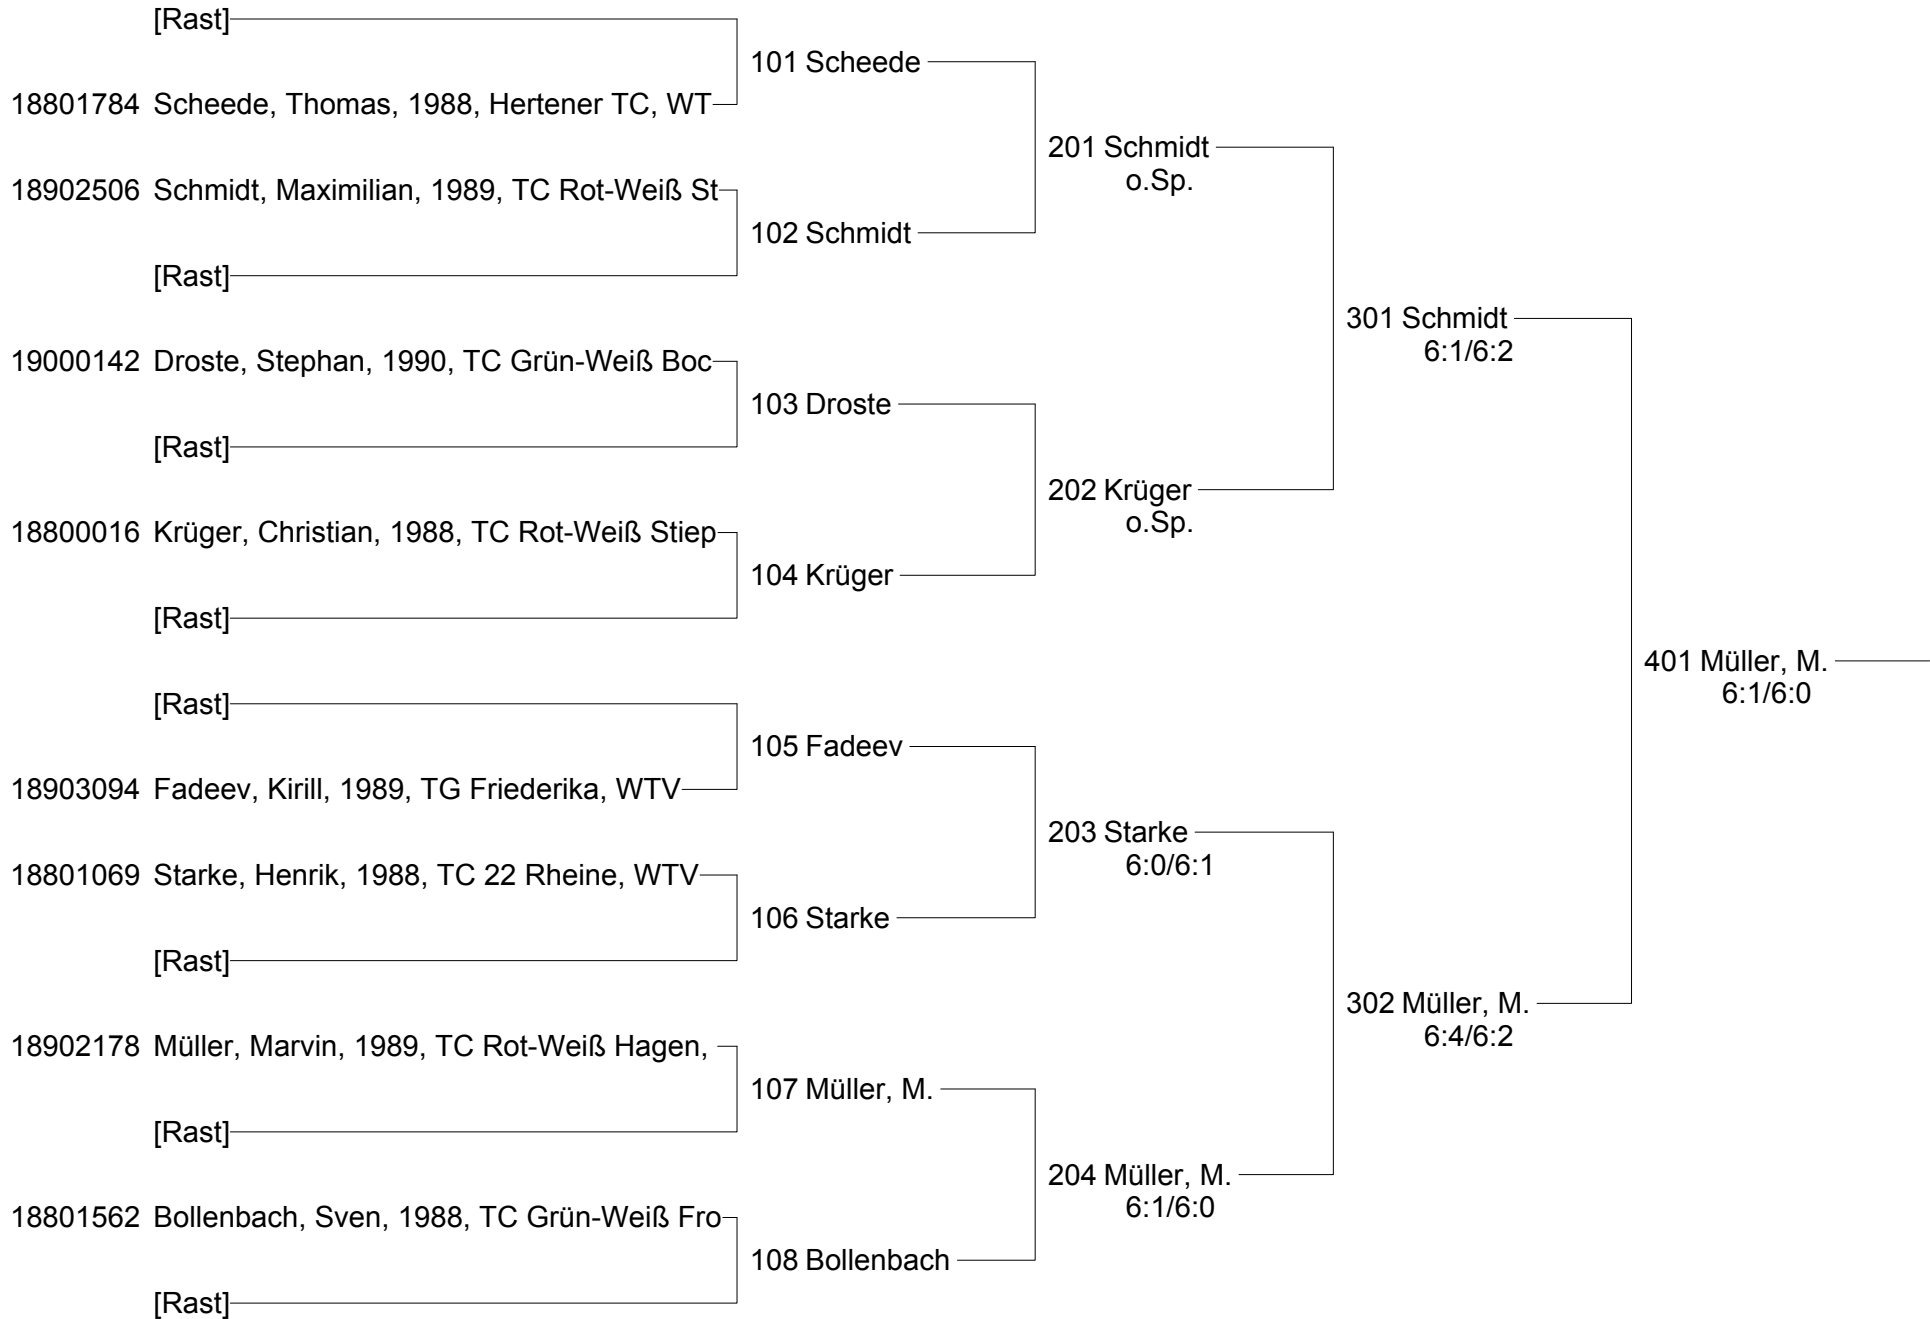 [Rast]
101 Scheede
18801784 Scheede, Thomas, 1988, Hertener TC, WT
201 Schmidt
o.Sp.
18902506 Schmidt, Maximilian, 1989, TC Rot-Weiß St
102 Schmidt
[Rast]
301 Schmidt
6:1/6:2
19000142 Droste, Stephan, 1990, TC Grün-Weiß Boc
103 Droste
[Rast]
202 Krüger
o.Sp.
18800016 Krüger, Christian, 1988, TC Rot-Weiß Stiep
104 Krüger
[Rast]
401 Müller, M.
6:1/6:0
[Rast]
105 Fadeev
18903094 Fadeev, Kirill, 1989, TG Friederika, WTV
203 Starke
6:0/6:1
18801069 Starke, Henrik, 1988, TC 22 Rheine, WTV
106 Starke
[Rast]
302 Müller, M.
6:4/6:2
18902178 Müller, Marvin, 1989, TC Rot-Weiß Hagen,
107 Müller, M.
[Rast]
204 Müller, M.
6:1/6:0
18801562 Bollenbach, Sven, 1988, TC Grün-Weiß Fro
108 Bollenbach
[Rast]